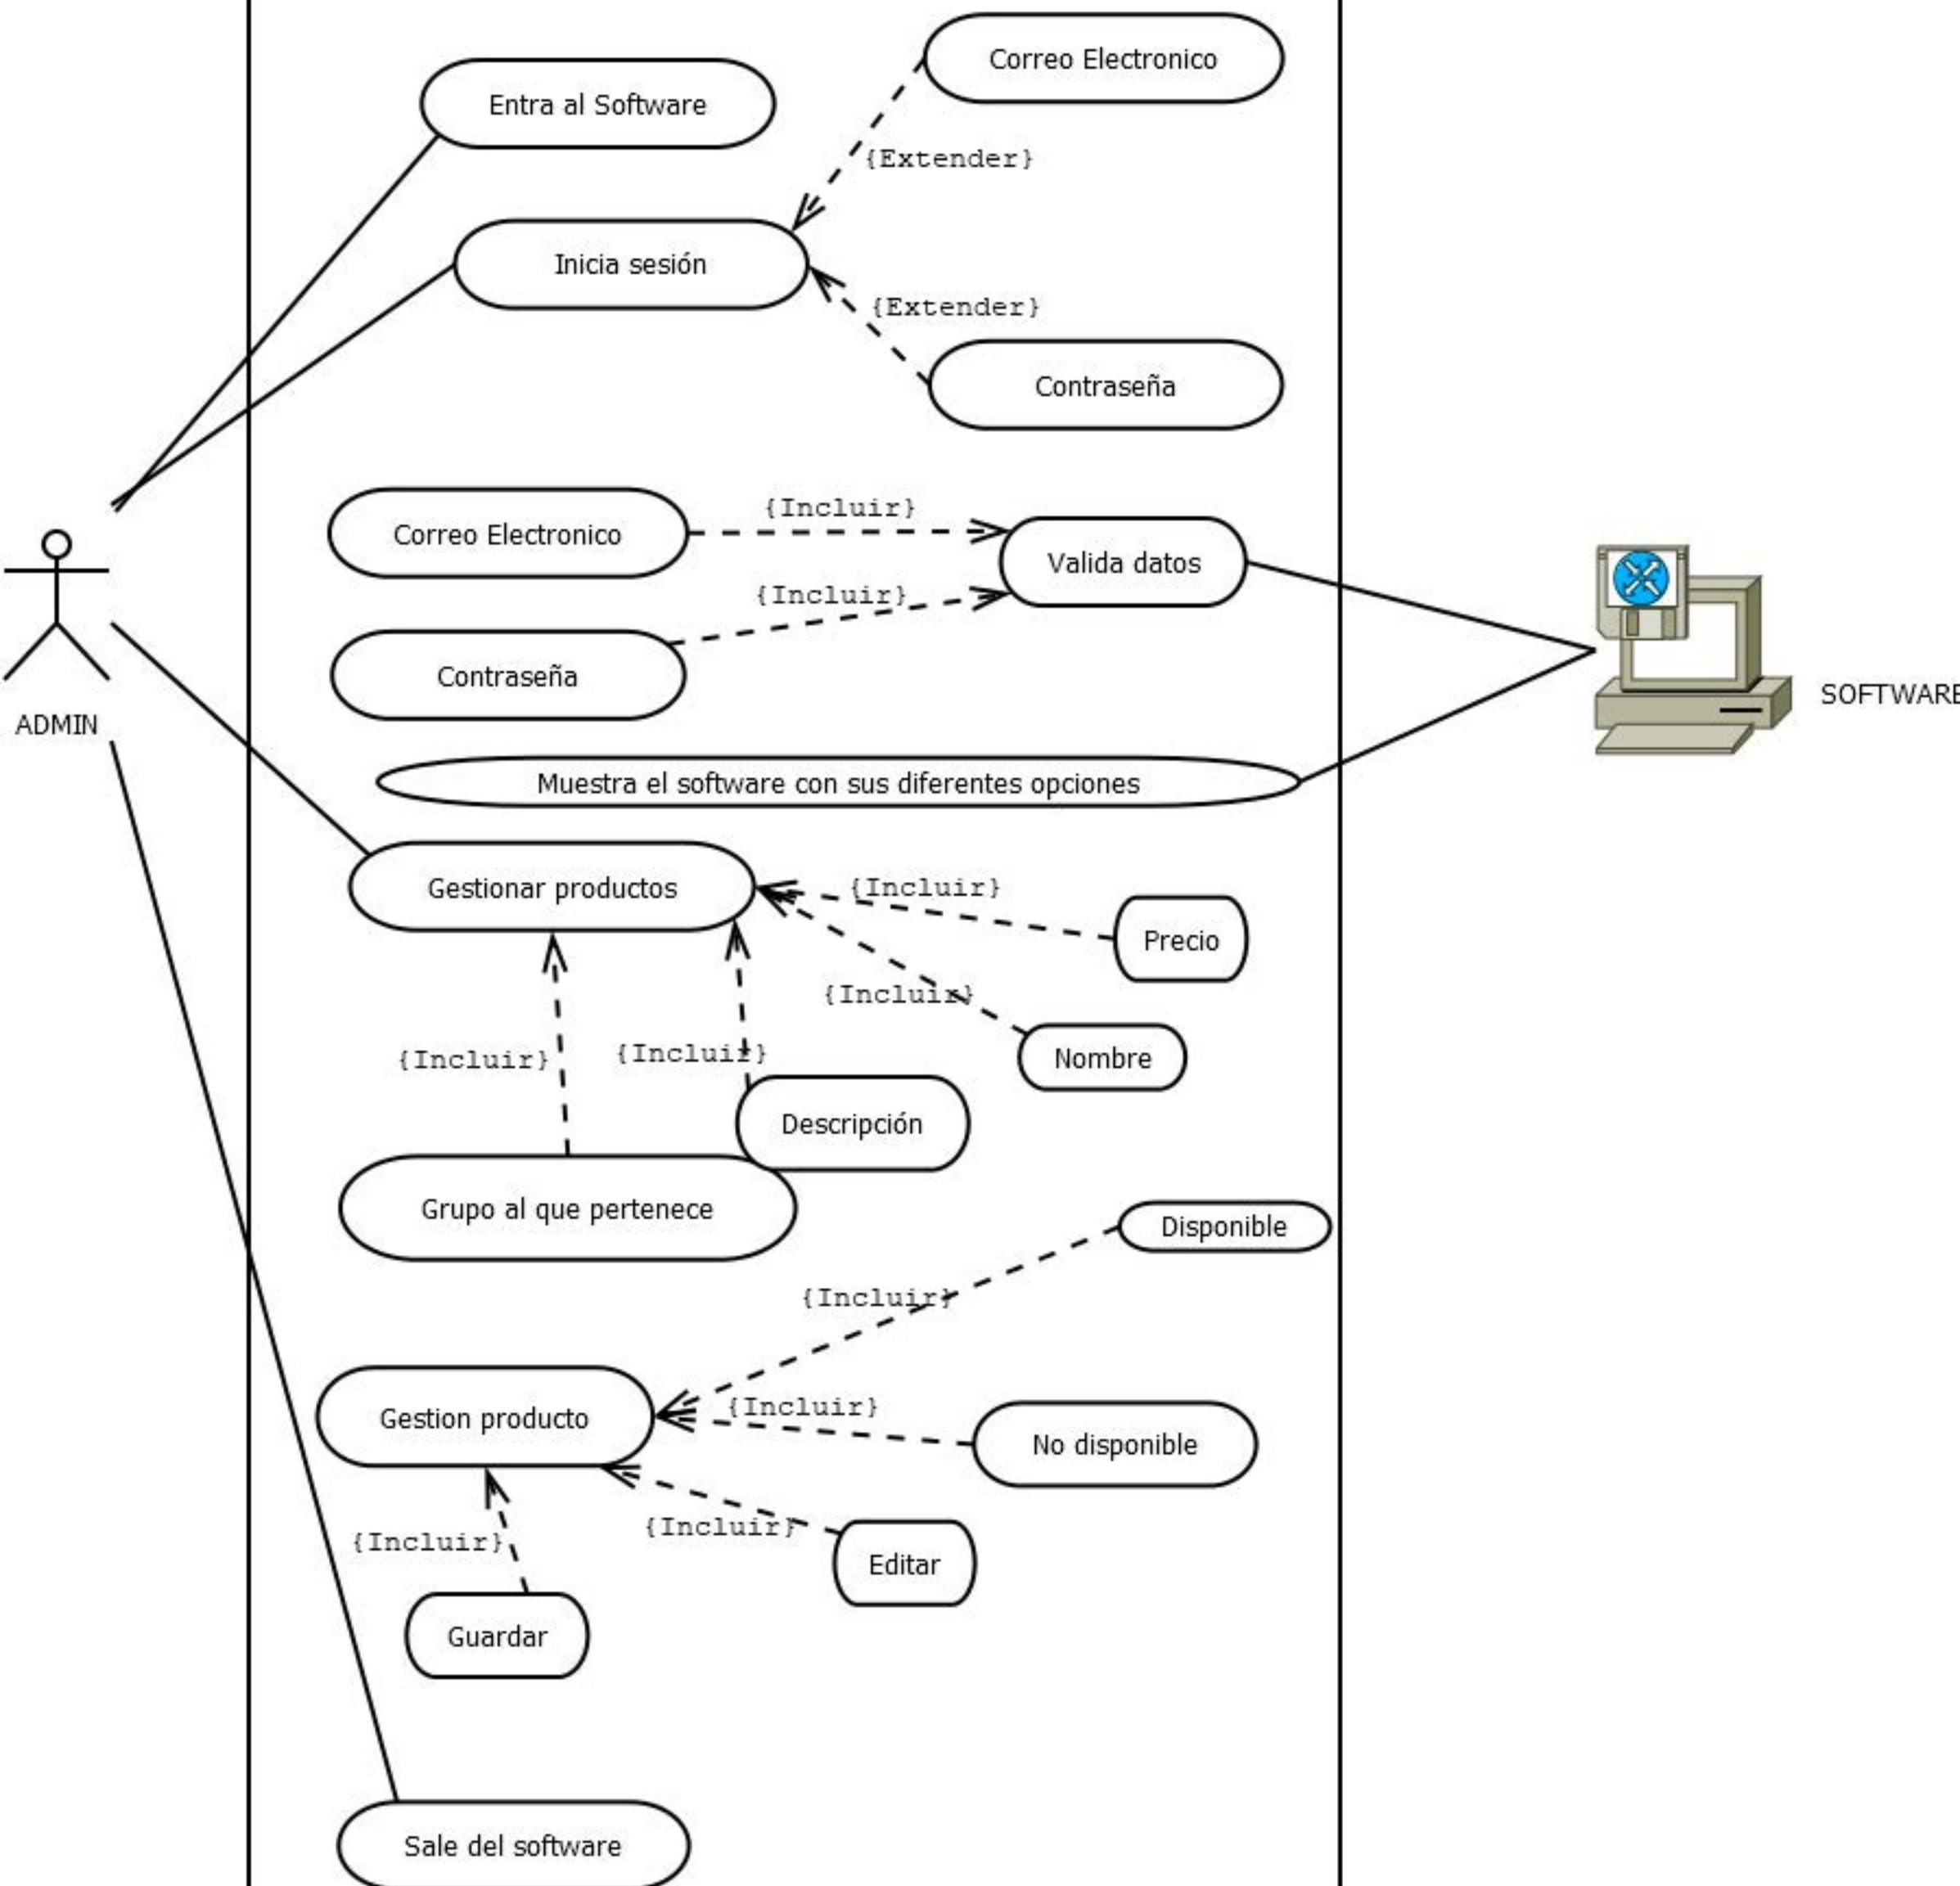 Correo Electronico
Entra al Software
{Extender}
Inicia sesión
{Extender}
Contraseña
{Incluir}
Correo Electronico
Valida datos
{Incluir}
Contraseña
SOFTWARE
ADMIN
Muestra el software con sus diferentes opciones
Gestionar productos
{Incluir}
Precio
{Incluir}
Nombre
{Incluir}
{Incluir}
Descripción
Grupo al que pertenece
Disponible
{Incluir}
Gestion producto
{Incluir}
No disponible
{Incluir}
{Incluir}
Editar
Guardar
Sale del software